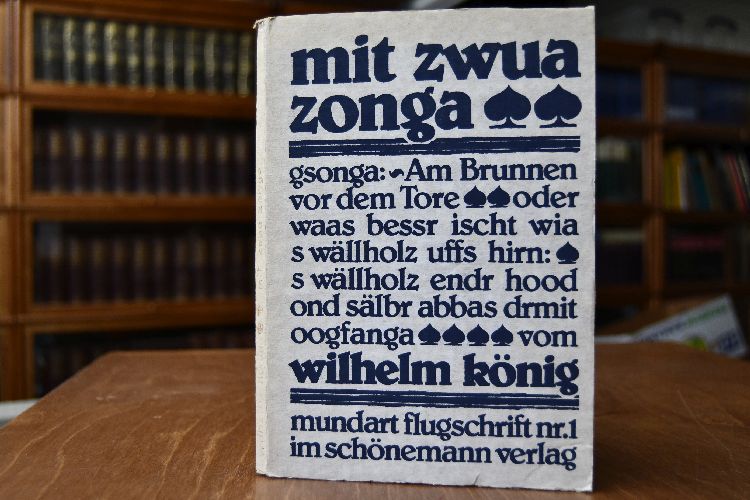 mit zwua
zonga ♠♠
gsonga: ~Am Brunnen
vor dem Tore ♠♠ oder
waas bessr ischt wia
s wällholz uffs hirn: ♠
s wällholz endr hood
ond sälbr abbas drmit
oogfanga ♠♠♠♠ vom
wilhelm könig
mundart flugschrift nr.1
im schönemann verlag